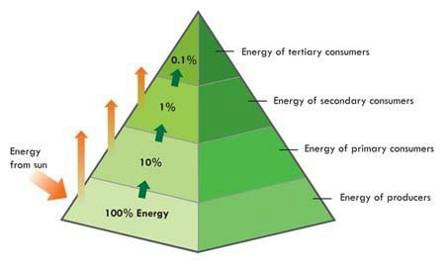 0.1%
Energy of tertiary consumers
1%
Energy of secondary consumers
Energy
from sun
10%
Energy of primary consumers
100% Energy
Energy of producers